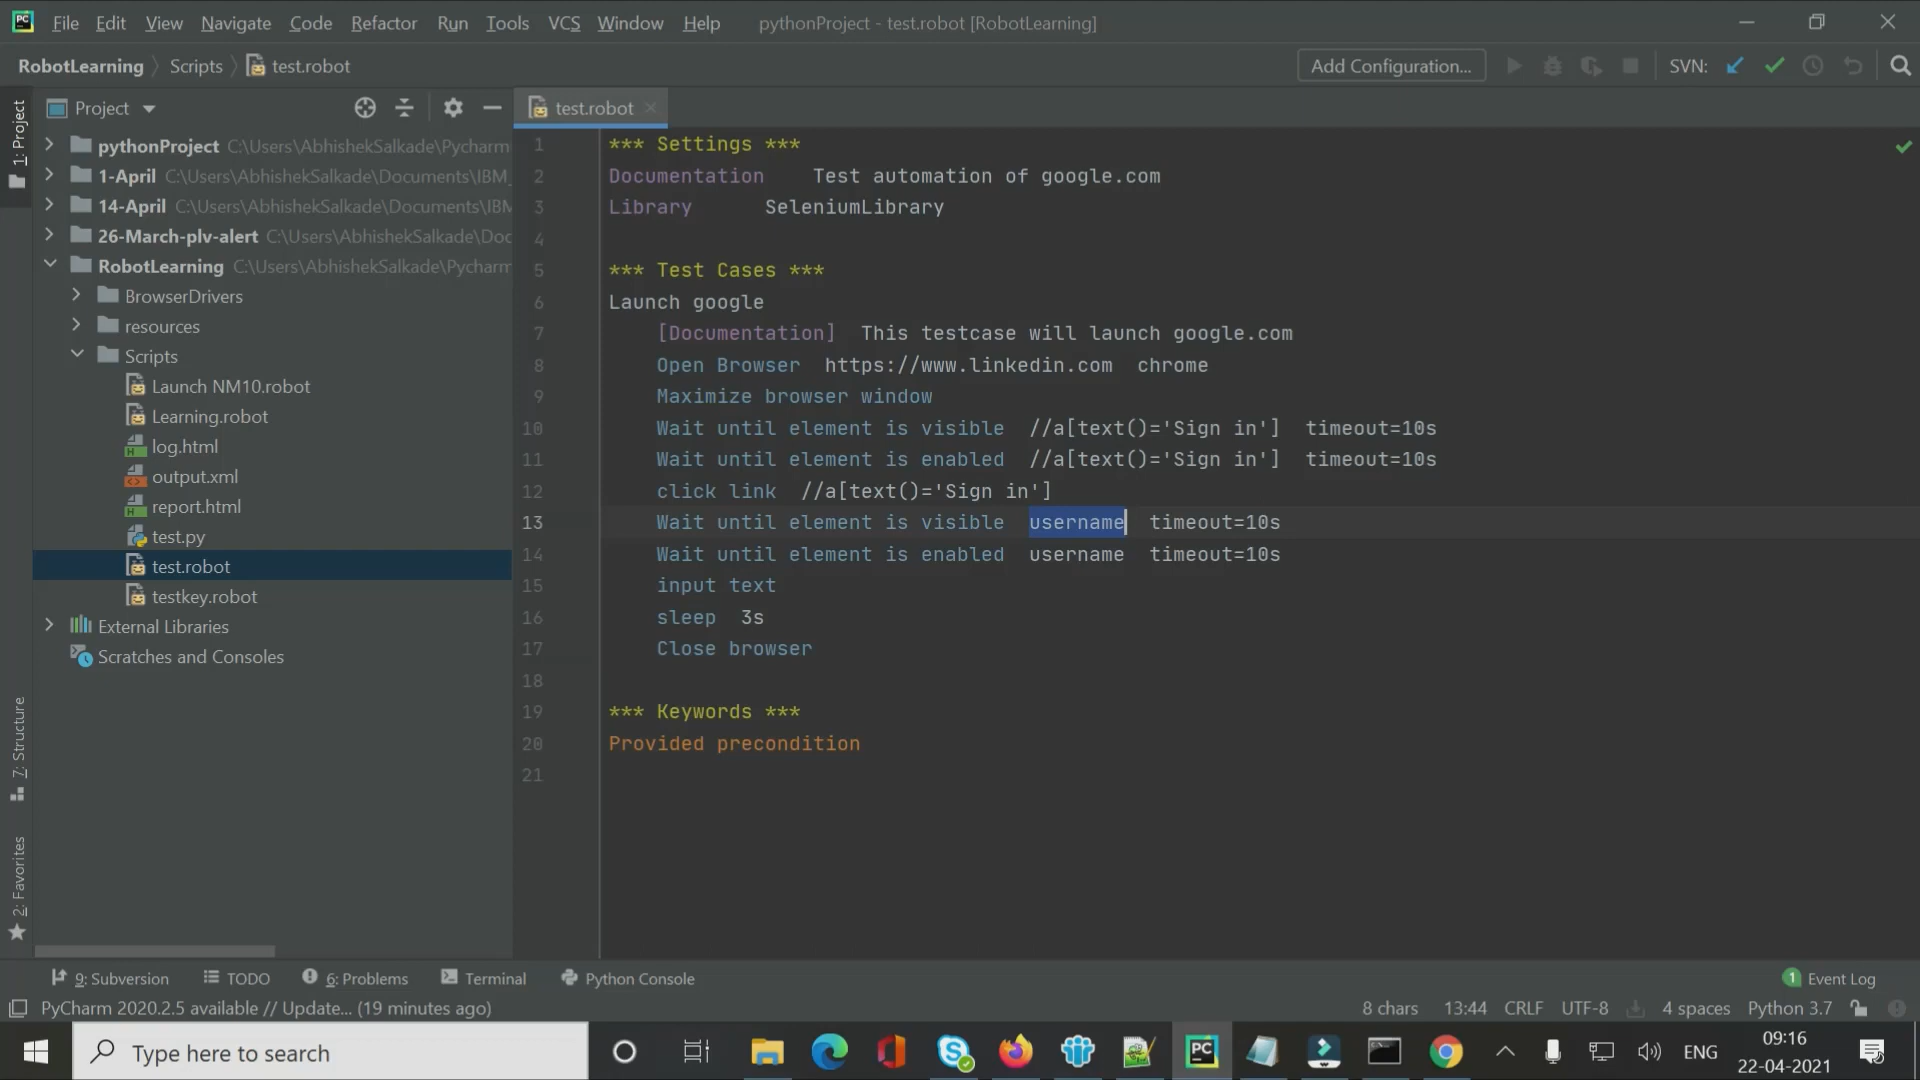 File Edit View Navigate Code Refactor Run Tools VCS Window Help pythonProject - test.robot [RobotLearning]
RobotLearning Scripts test.robot Add Configuration... SVN:
Project test.robot
1: Project
pythonProject C:\Users\AbhishekSalkade\Pycharm
1-April C:\Users\AbhishekSalkade\Documents\IBM_
14-April C:\Users\AbhishekSalkade\Documents\IBM
26-March-plv-alert C:\Users\AbhishekSalkade\Doc
RobotLearning C:\Users\AbhishekSalkade\Pycharm
BrowserDrivers
resources
Scripts
Launch NM10.robot
Learning.robot
log.html
output.xml
report.html
test.py
test.robot
testkey.robot
External Libraries
Scratches and Consoles
7: Structure
2: Favorites
1 *** Settings ***
2 Documentation Test automation of google.com
3 Library SeleniumLibrary
4
5 *** Test Cases ***
6 Launch google
7 [Documentation] This testcase will launch google.com
8 Open Browser https://www.linkedin.com chrome
9 Maximize browser window
10 Wait until element is visible //a[text()='Sign in'] timeout=10s
11 Wait until element is enabled //a[text()='Sign in'] timeout=10s
12 click link //a[text()='Sign in']
13 Wait until element is visible username timeout=10s
14 Wait until element is enabled username timeout=10s
15 input text
16 sleep 3s
17 Close browser
18
19 *** Keywords ***
20 Provided precondition
21
9: Subversion TODO 6: Problems Terminal Python Console 1 Event Log
PyCharm 2020.2.5 available // Update... (19 minutes ago) 8 chars 13:44 CRLF UTF-8 4 spaces Python 3.7
Type here to search ENG 09:16
22-04-2021